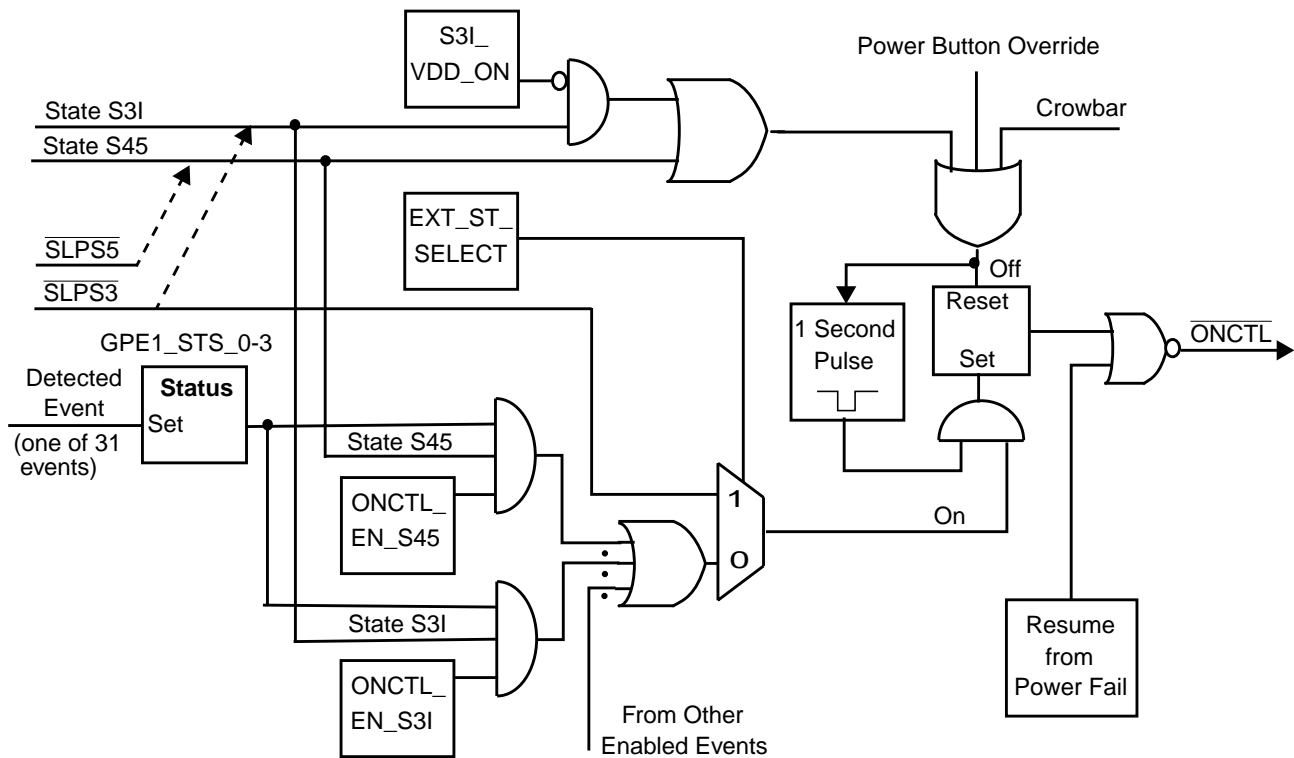 S3I_
VDD_ON
Power Button Override
Crowbar
State S3I
State S45
EXT_ST_
SELECT
SLPS5
SLPS3
Off
Reset
Set
1 Second
Pulse
ONCTL
GPE1_STS_0-3
Detected
Event
(one of 31
events)
Status
Set
State S45
ONCTL_
EN_S45
1
0
On
State S3I
ONCTL_
EN_S3I
Resume
from
Power Fail
From Other
Enabled Events